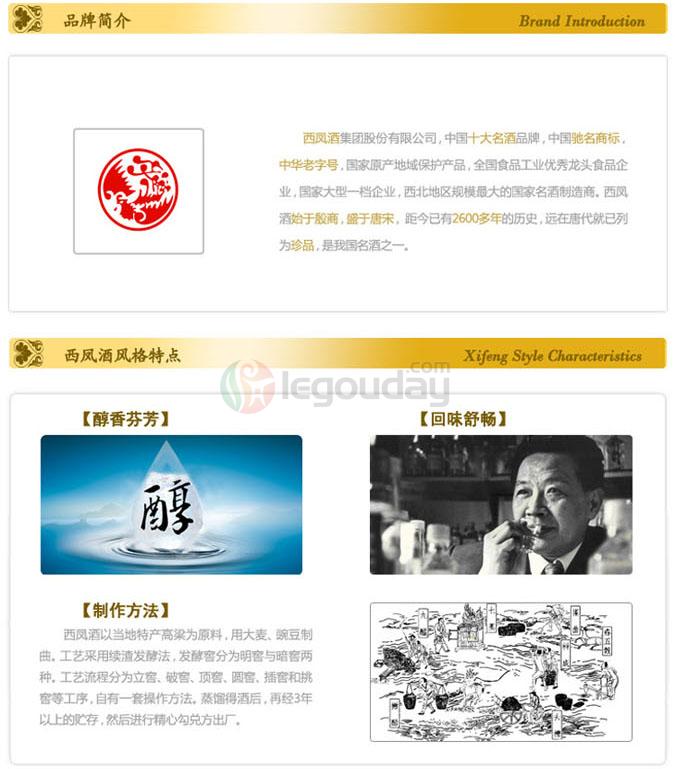 品牌简介
Brand Introduction
西凤酒集团股份有限公司,中国十大名酒品牌,中国驰名商标,
中华老字号,国家原产地域保护产品,全国食品工业优秀龙头食品企
业,国家大型一档企业,西北地区规模最大的国家名酒制造商。西凤
酒始于殷商,盛于唐宋,距今已有2600多年的历史,远在唐代就已列
为珍品,是我国名酒之一。
西凤酒风格特点
Xifeng Style Characteristics
legouday.com
【醇香芬芳】
【回味舒畅】
醇
【制作方法】
西凤酒以当地特产高粱为原料,用大麦、豌豆制
曲。工艺采用续渣发酵法,发酵窖分为明窖与暗窖两
种。工艺流程分为立窖、破窖、顶窖、圆窖、插窖和挑
窖等工序,自有一套操作方法。蒸馏得酒后,再经3年
以上的贮存,然后进行精心勾兑方出厂。